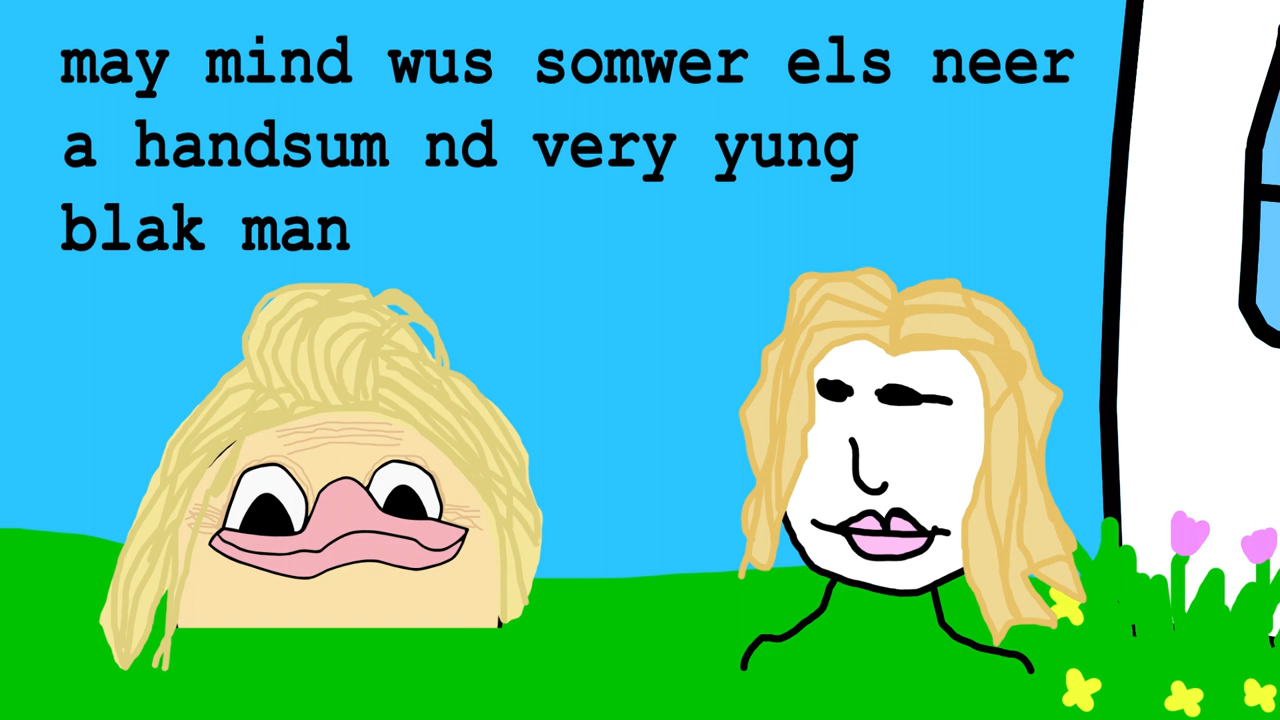 may mind wus somwer els neer
a handsum nd very yung
blak man